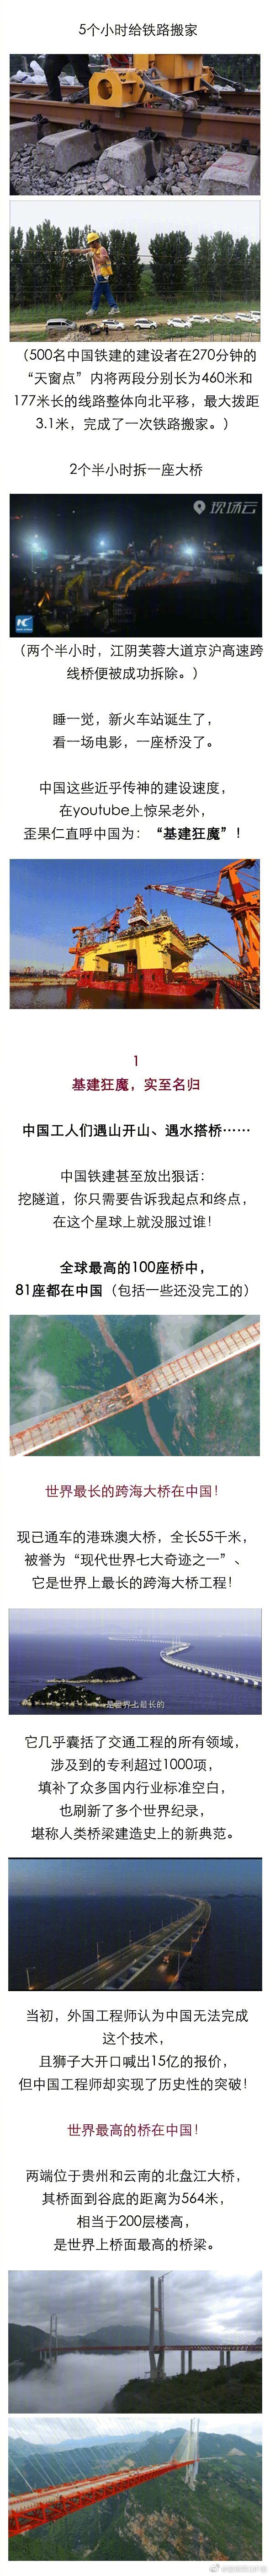 5个小时给铁路搬家
（500名中国铁建的建设者在270分钟的
“天窗点”内将两段分别长为460米和
177米长的线路整体向北平移，最大拨距
3.1米，完成了一次铁路搬家。）
2个半小时拆一座大桥
现场云
（两个半小时，江阴芙蓉大道京沪高速跨
线桥便被成功拆除。）
睡一觉，新火车站诞生了，
看一场电影，一座桥没了。
中国这些近乎传神的建设速度，
在youtube上惊呆老外，
歪果仁直呼中国为：“基建狂魔”！
1
基建狂魔，实至名归
中国工人们遇山开山、遇水搭桥……
中国铁建甚至放出狠话：
挖隧道，你只需要告诉我起点和终点，
在这个星球上就没服过谁！
全球最高的100座桥中，
81座都在中国（包括一些还没完工的）
世界最长的跨海大桥在中国！
现已通车的港珠澳大桥，全长55千米，
被誉为“现代世界七大奇迹之一”、
它是世界上最长的跨海大桥工程！
是世界上最长的
它几乎囊括了交通工程的所有领域，
涉及到的专利超过1000项，
填补了众多国内行业标准空白，
也刷新了多个世界纪录，
堪称人类桥梁建造史上的新典范。
当初，外国工程师认为中国无法完成
这个技术，
且狮子大开口喊出15亿的报价，
但中国工程师却实现了历史性的突破！
世界最高的桥在中国！
两端位于贵州和云南的北盘江大桥，
其桥面到谷底的距离为564米，
相当于200层楼高，
是世界上桥面最高的桥梁。